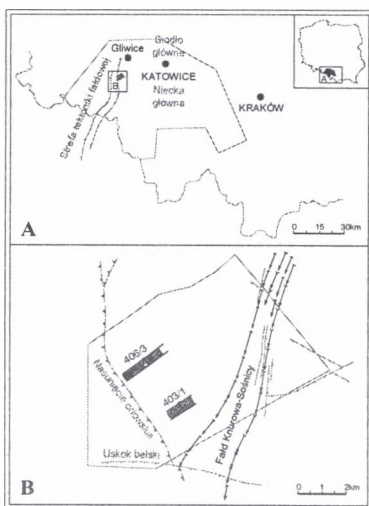 Gliwice
Siodło
główne
KATOWICE
Niecka
główna
KRAKÓW
Strefa tektoniki fałdowej
B
A
A
0 15 30km
406/3
403/1
Nasunięcie orłowskie
Fałd Knurowa-Sośnicy
Uskok bełski
B
0 1 2km